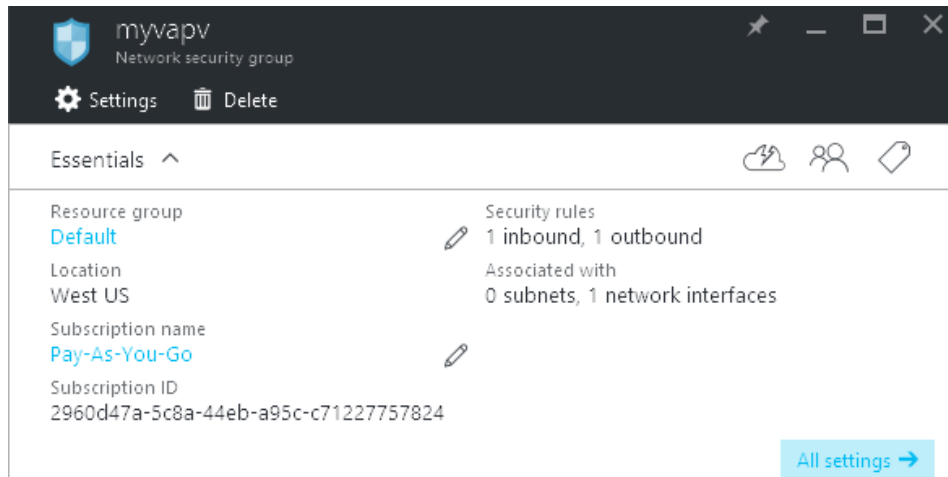 myvapv
Network security group
Settings Delete
Essentials
Resource group
Default
Location
West US
Subscription name
Pay-As-You-Go
Subscription ID
2960d47a-5c8a-44eb-a95c-c71227757824
Security rules
1 inbound, 1 outbound
Associated with
0 subnets, 1 network interfaces
All settings →